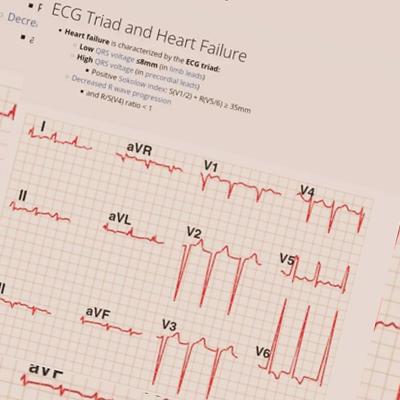 ECG Triad and Heart Failure
Heart failure is characterized by the ECG triad:
Low QRS voltage ≤8mm (in limb leads)
High QRS voltage (in precordial leads)
Positive Sokolow index: S(V1/2) + R(V5/6) ≥ 35mm
Decreased R wave progression
and R/S(V4) ratio < 1
Decre
I
aVR
V1
V4
II
aVL
V2
V5
aVF
V3
V6